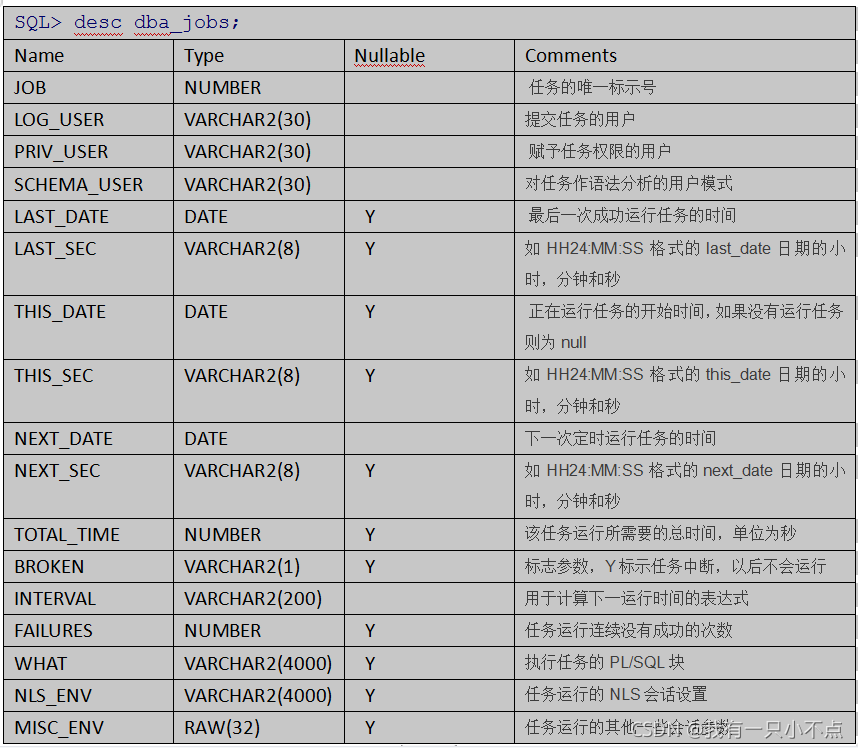 SQL> desc dba_jobs;
Name Type Nullable Comments
JOB NUMBER 任务的唯一标示号
LOG_USER VARCHAR2(30) 提交任务的用户
PRIV_USER VARCHAR2(30) 赋予任务权限的用户
SCHEMA_USER VARCHAR2(30) 对任务作语法分析的用户模式
LAST_DATE DATE Y 最后一次成功运行任务的时间
LAST_SEC VARCHAR2(8) Y 如 HH24:MM:SS 格式的 last_date 日期的小
时，分钟和秒
THIS_DATE DATE Y 正在运行任务的开始时间，如果没有运行任务
则为 null
THIS_SEC VARCHAR2(8) Y 如 HH24:MM:SS 格式的 this_date 日期的小
时，分钟和秒
NEXT_DATE DATE 下一次定时运行任务的时间
NEXT_SEC VARCHAR2(8) Y 如 HH24:MM:SS 格式的 next_date 日期的小
时，分钟和秒
TOTAL_TIME NUMBER Y 该任务运行所需要的总时间，单位为秒
BROKEN VARCHAR2(1) Y 标志参数，Y 标示任务中断，以后不会运行
INTERVAL VARCHAR2(200) 用于计算下一运行时间的表达式
FAILURES NUMBER Y 任务运行连续没有成功的次数
WHAT VARCHAR2(4000) Y 执行任务的 PL/SQL 块
NLS_ENV VARCHAR2(4000) Y 任务运行的 NLS 会话设置
MISC_ENV RAW(32) Y 任务运行的其他一些会话参数
CSDN @我有一只小不点